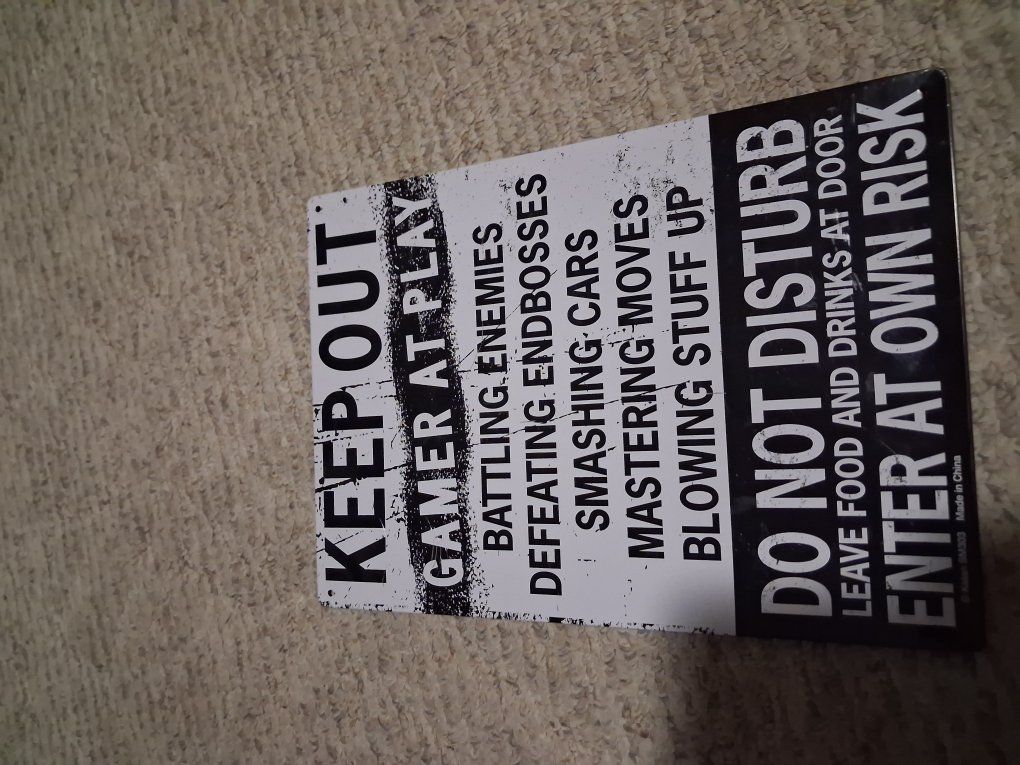 KEEP OUT
GAMER AT PLAY
BATTLING ENEMIES
DEFEATING ENDBOSSES
SMASHING CARS
MASTERING MOVES
BLOWING STUFF UP
DO NOT DISTURB
LEAVE FOOD AND DRINKS AT DOOR
ENTER AT OWN RISK
Made in China